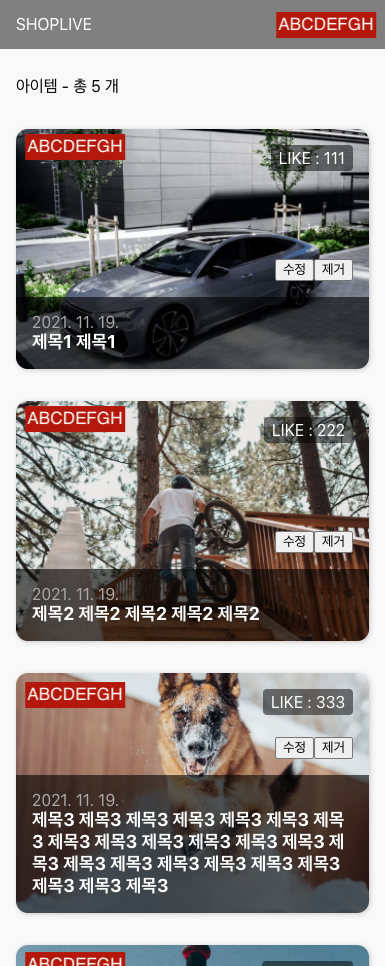 SHOPLIVE
ABCDEFGH
아이템 - 총 5 개
ABCDEFGH
LIKE : 111
수정 제거
2021. 11. 19.
제목1 제목1
ABCDEFGH
LIKE : 222
수정 제거
2021. 11. 19.
제목2 제목2 제목2 제목2 제목2
ABCDEFGH
LIKE : 333
수정 제거
2021. 11. 19.
제목3 제목3 제목3 제목3 제목3 제목3 제목
3 제목3 제목3 제목3 제목3 제목3 제목3 제
목3 제목3 제목3 제목3 제목3 제목3 제목3
제목3 제목3 제목3
ABCDEFGH